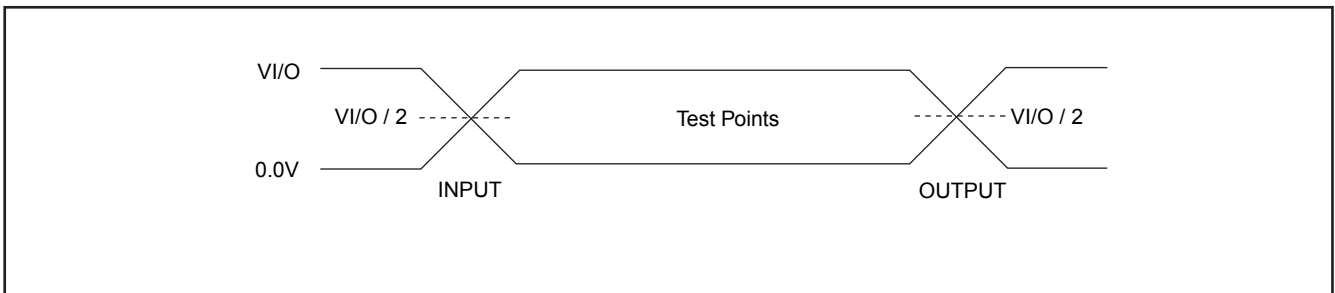 VI/O
VI/O / 2
Test Points
VI/O / 2
0.0V
INPUT
OUTPUT